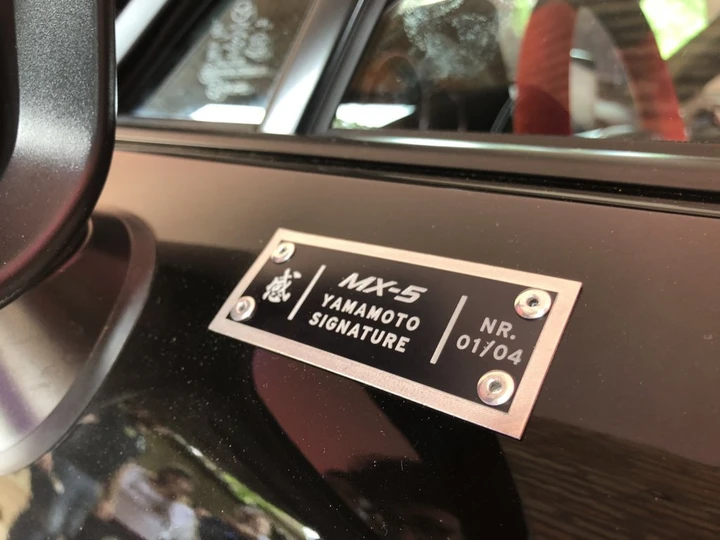 感
MX-5
YAMAMOTO
SIGNATURE
NR.
01/04